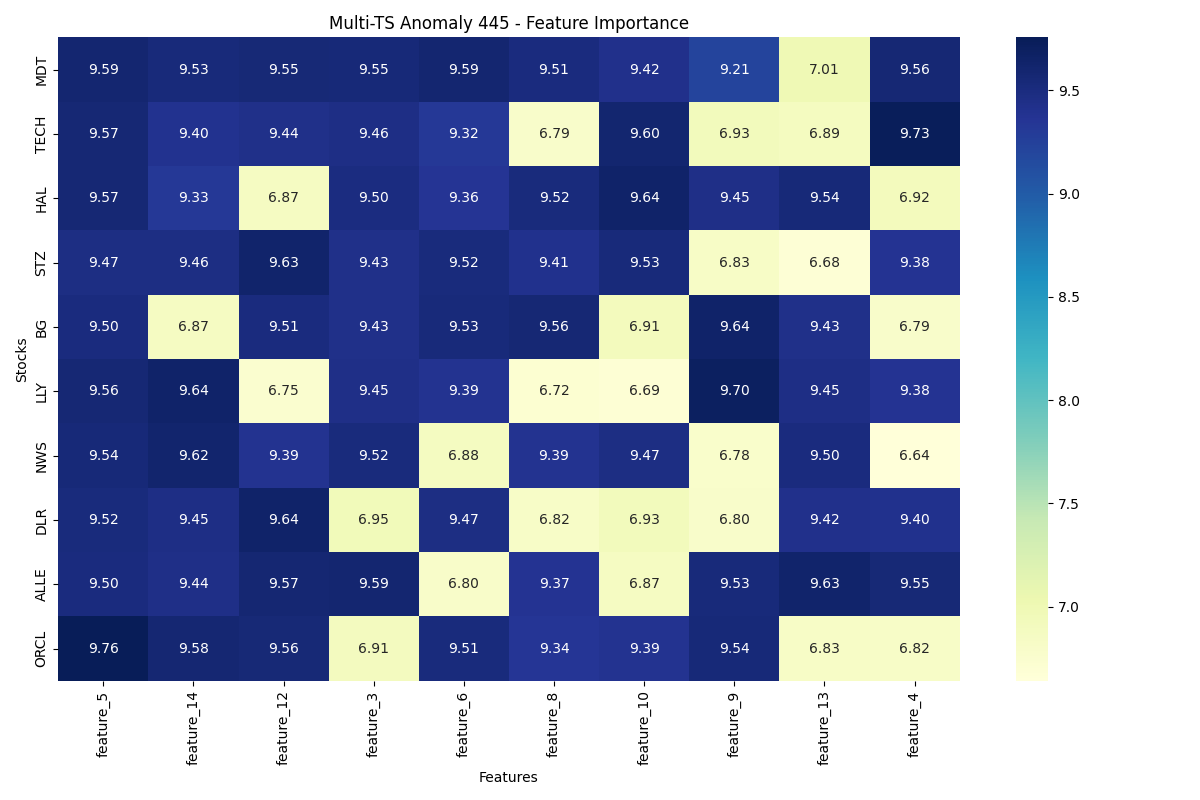 Multi-TS Anomaly 445 - Feature Importance
Stocks
MDT 9.59 9.53 9.55 9.55 9.59 9.51 9.42 9.21 7.01 9.56
TECH 9.57 9.40 9.44 9.46 9.32 6.79 9.60 6.93 6.89 9.73
HAL 9.57 9.33 6.87 9.50 9.36 9.52 9.64 9.45 9.54 6.92
STZ 9.47 9.46 9.63 9.43 9.52 9.41 9.53 6.83 6.68 9.38
BG 9.50 6.87 9.51 9.43 9.53 9.56 6.91 9.64 9.43 6.79
LLY 9.56 9.64 6.75 9.45 9.39 6.72 6.69 9.70 9.45 9.38
NWS 9.54 9.62 9.39 9.52 6.88 9.39 9.47 6.78 9.50 6.64
DLR 9.52 9.45 9.64 6.95 9.47 6.82 6.93 6.80 9.42 9.40
ALLE 9.50 9.44 9.57 9.59 6.80 9.37 6.87 9.53 9.63 9.55
ORCL 9.76 9.58 9.56 6.91 9.51 9.34 9.39 9.54 6.83 6.82
feature_5 feature_14 feature_12 feature_3 feature_6 feature_8 feature_10 feature_9 feature_13 feature_4
Features
9.5
9.0
8.5
8.0
7.5
7.0